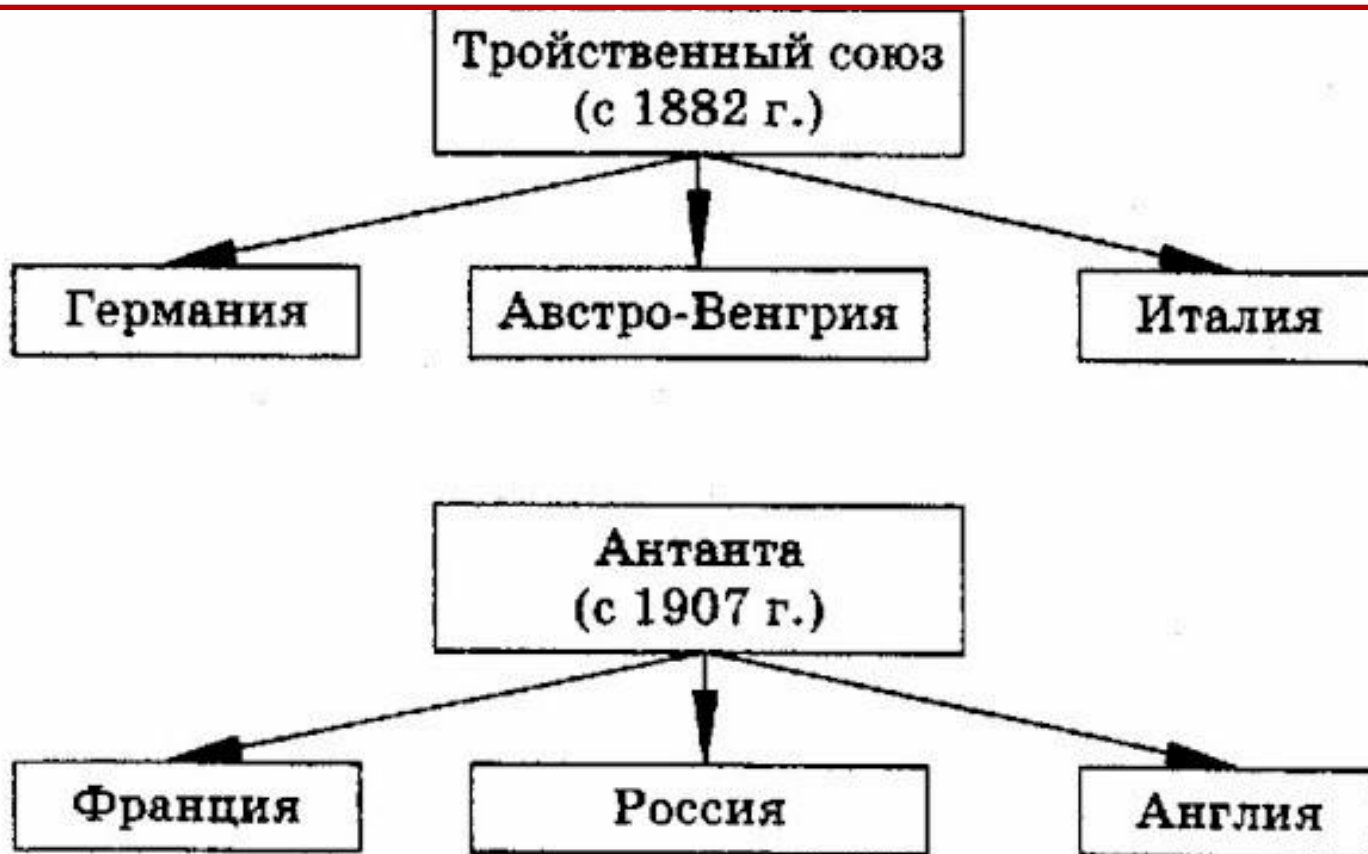 Тройственный союз
(с 1882 г.)
Германия
Австро-Венгрия
Италия
Антанта
(с 1907 г.)
Франция
Россия
Англия